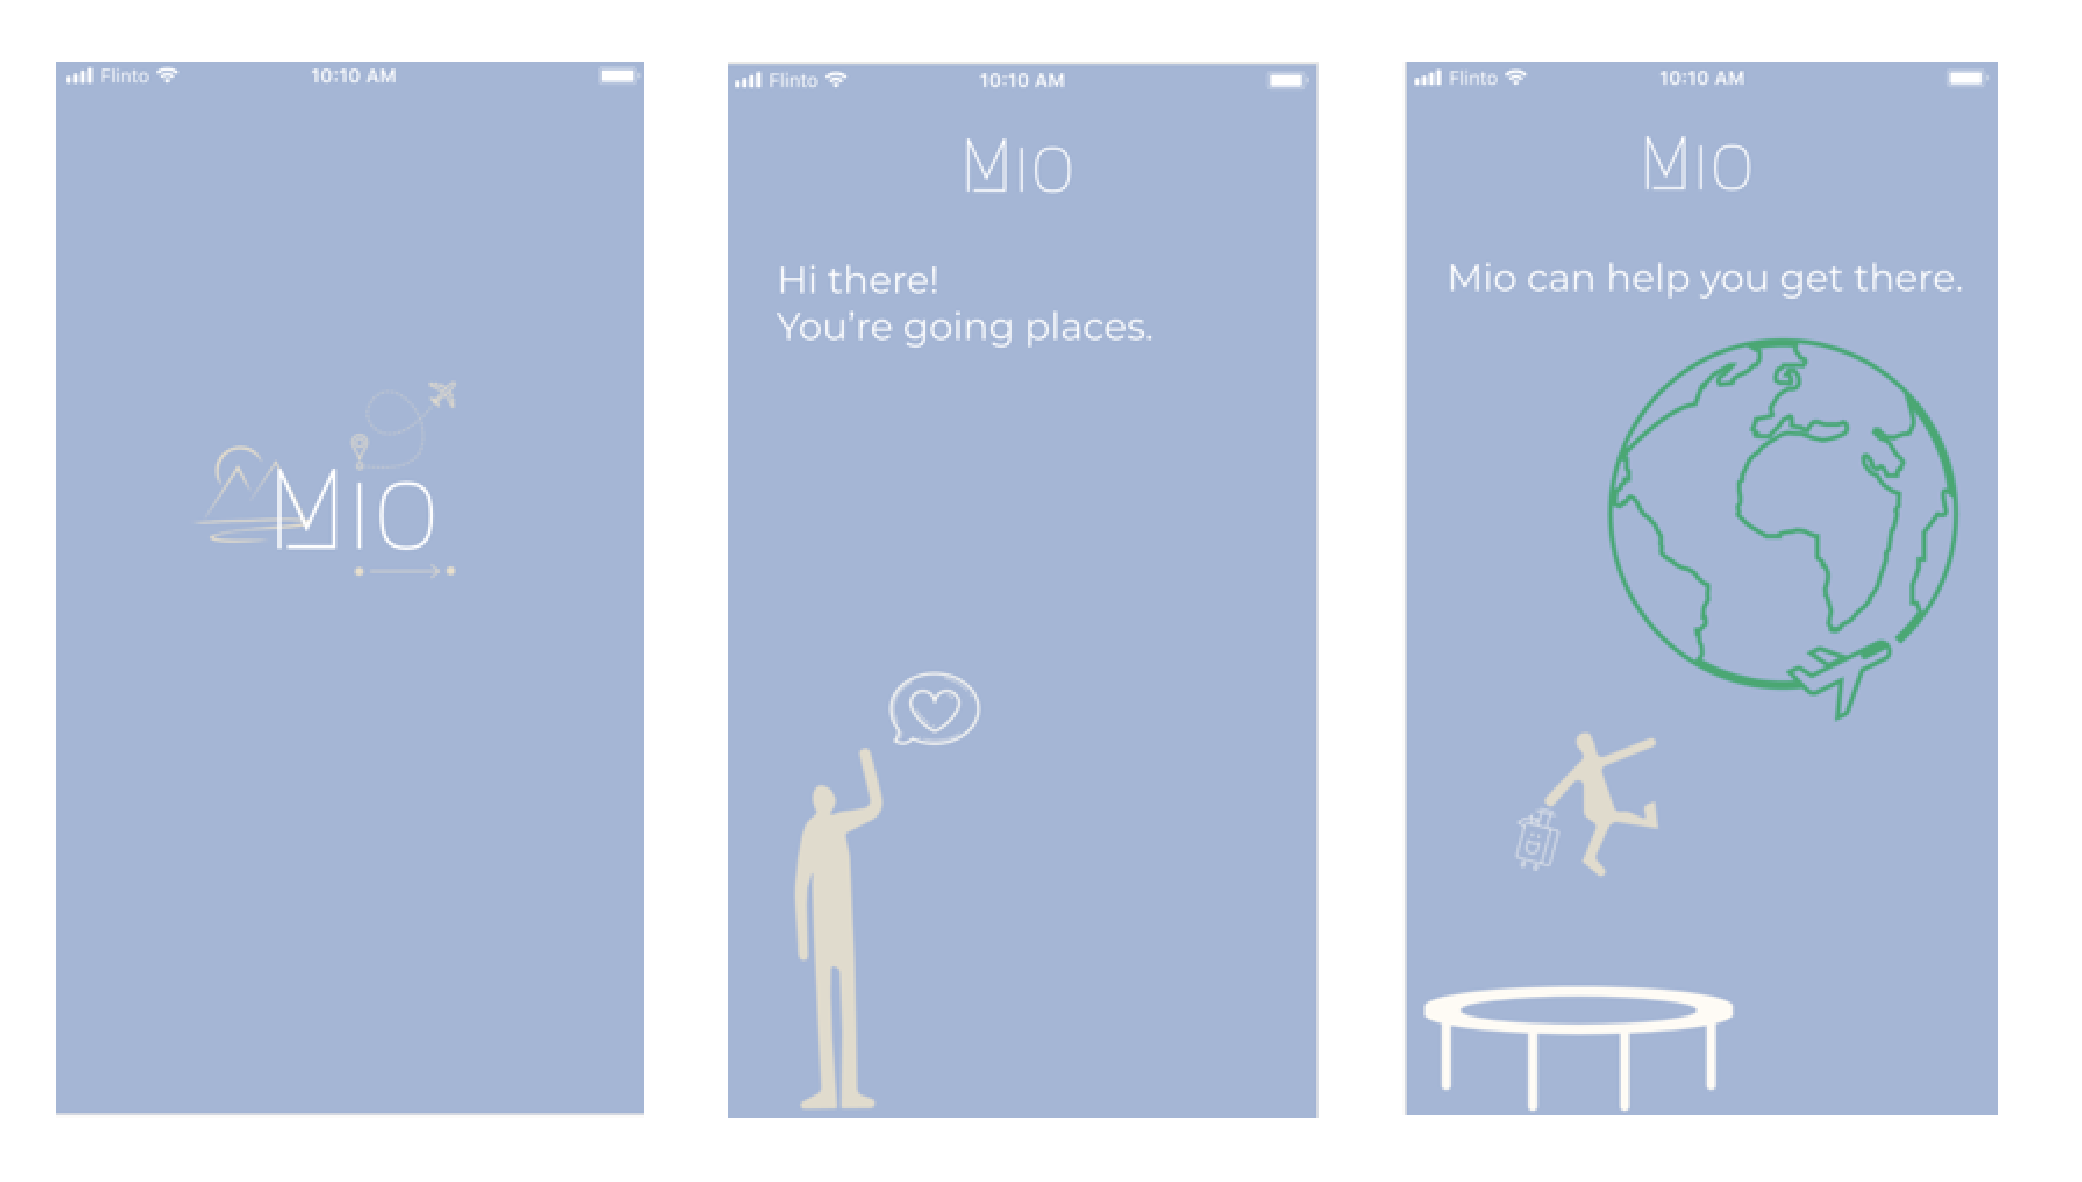 Flinto 10:10 AM
MIO
Flinto 10:10 AM
MIO
Hi there!
You're going places.
Flinto 10:10 AM
MIO
Mio can help you get there.